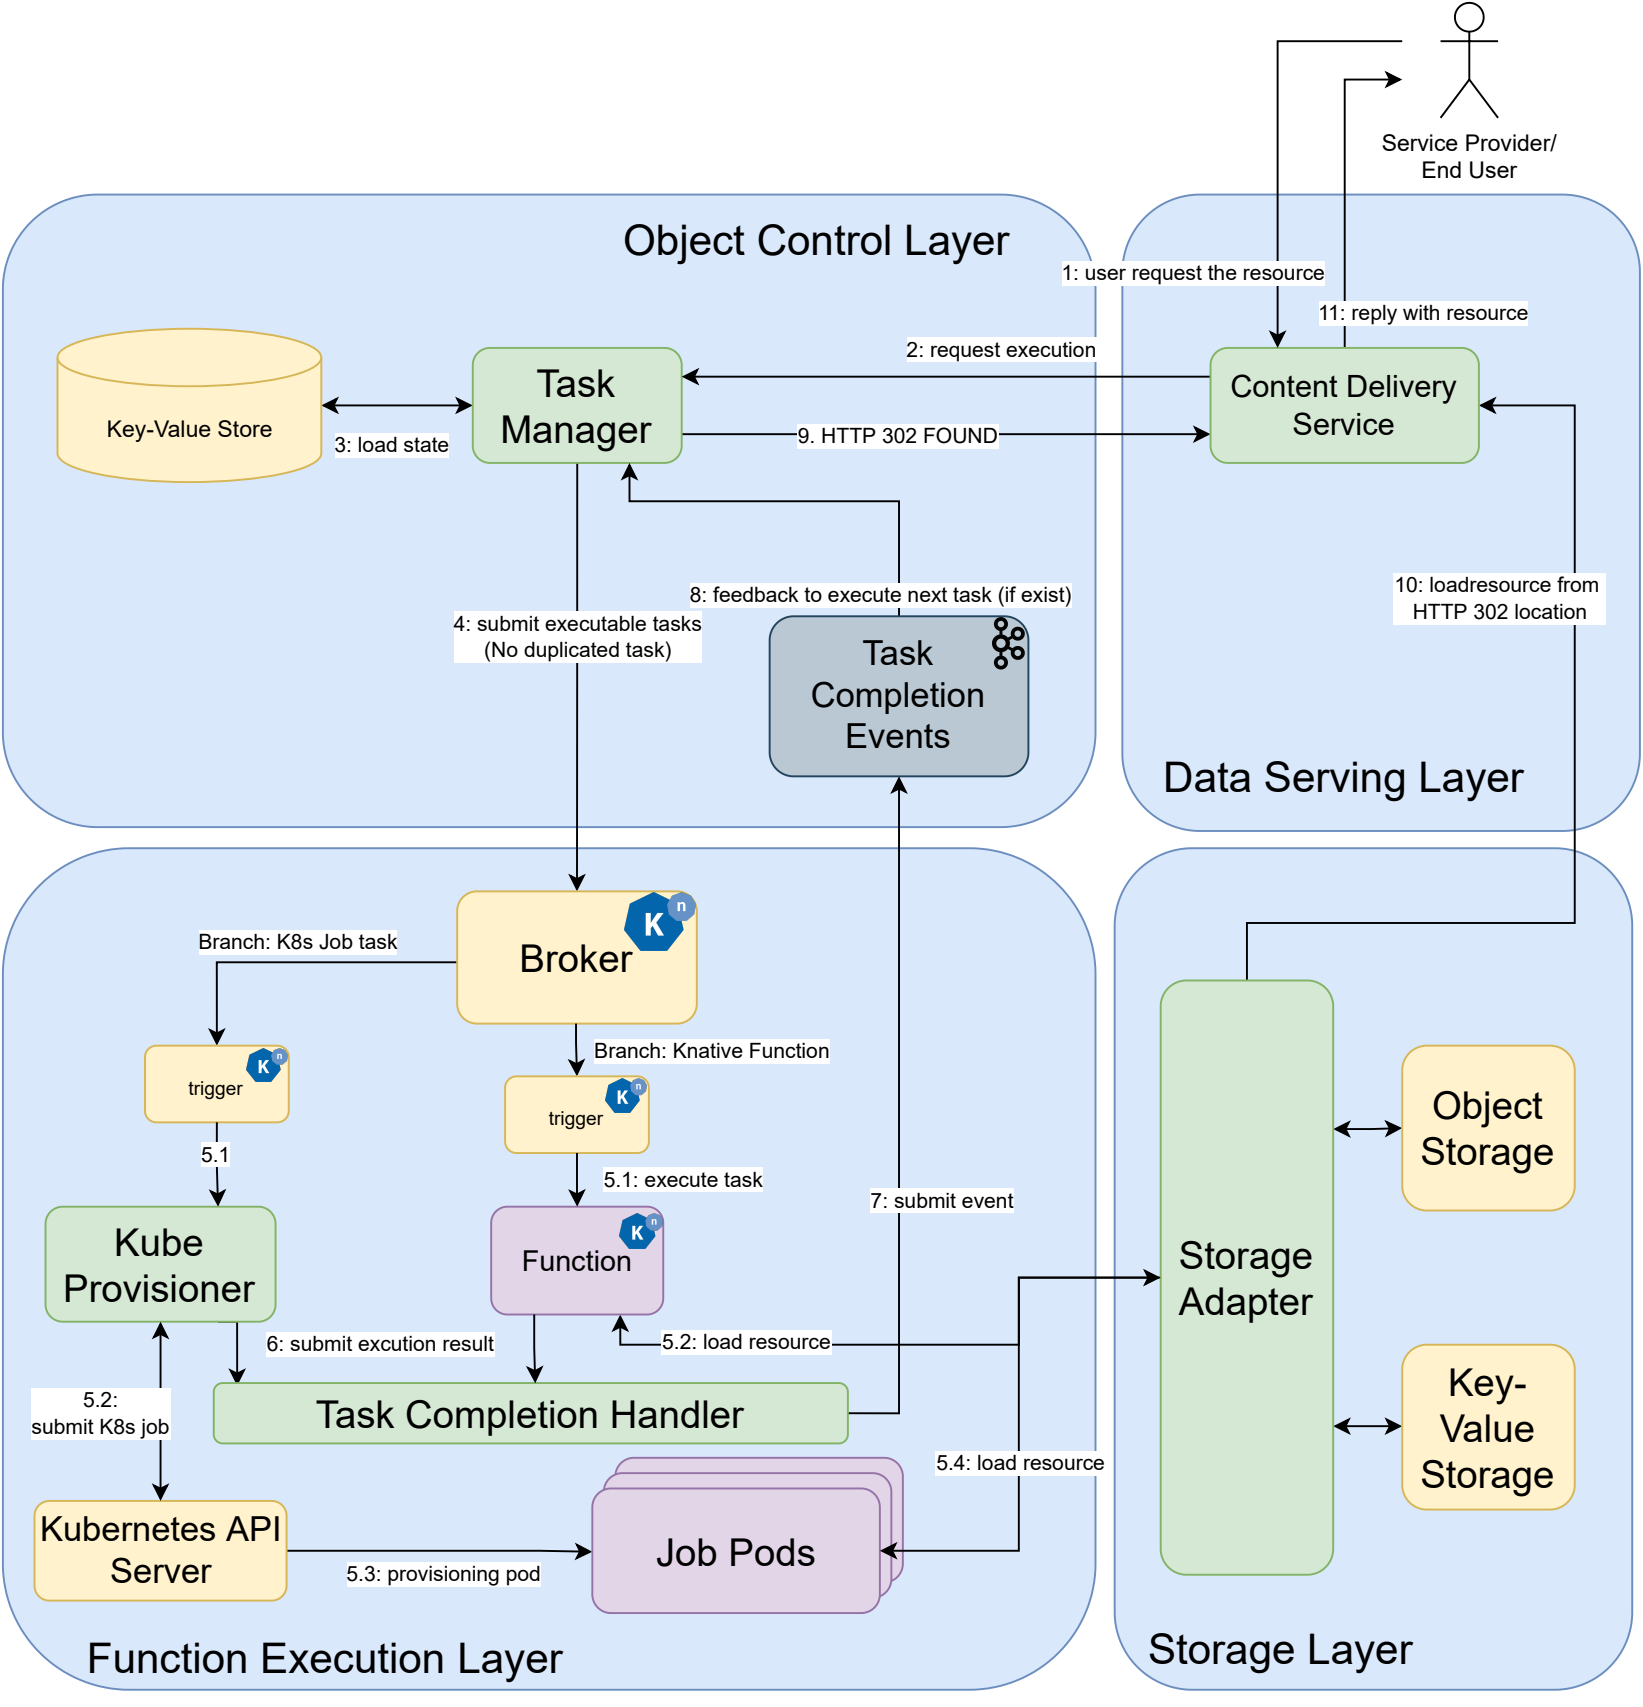 Service Provider/
End User
Object Control Layer
1: user request the resource
11: reply with resource
2: request execution
Task
Manager
Content Delivery
Service
Key-Value Store
3: load state
9. HTTP 302 FOUND
10: loadresource from
HTTP 302 location
8: feedback to execute next task (if exist)
4: submit executable tasks
(No duplicated task)
Task
Completion
Events
Data Serving Layer
Broker
K
n
Branch: K8s Job task
Branch: Knative Function
trigger
K
n
trigger
K
n
5.1
5.1: execute task
7: submit event
Kube
Provisioner
Function
K
n
Object
Storage
Storage
Adapter
6: submit excution result
5.2: load resource
5.2:
submit K8s job
Task Completion Handler
Key-
Value
Storage
5.4: load resource
Kubernetes API
Server
5.3: provisioning pod
Job Pods
Function Execution Layer
Storage Layer